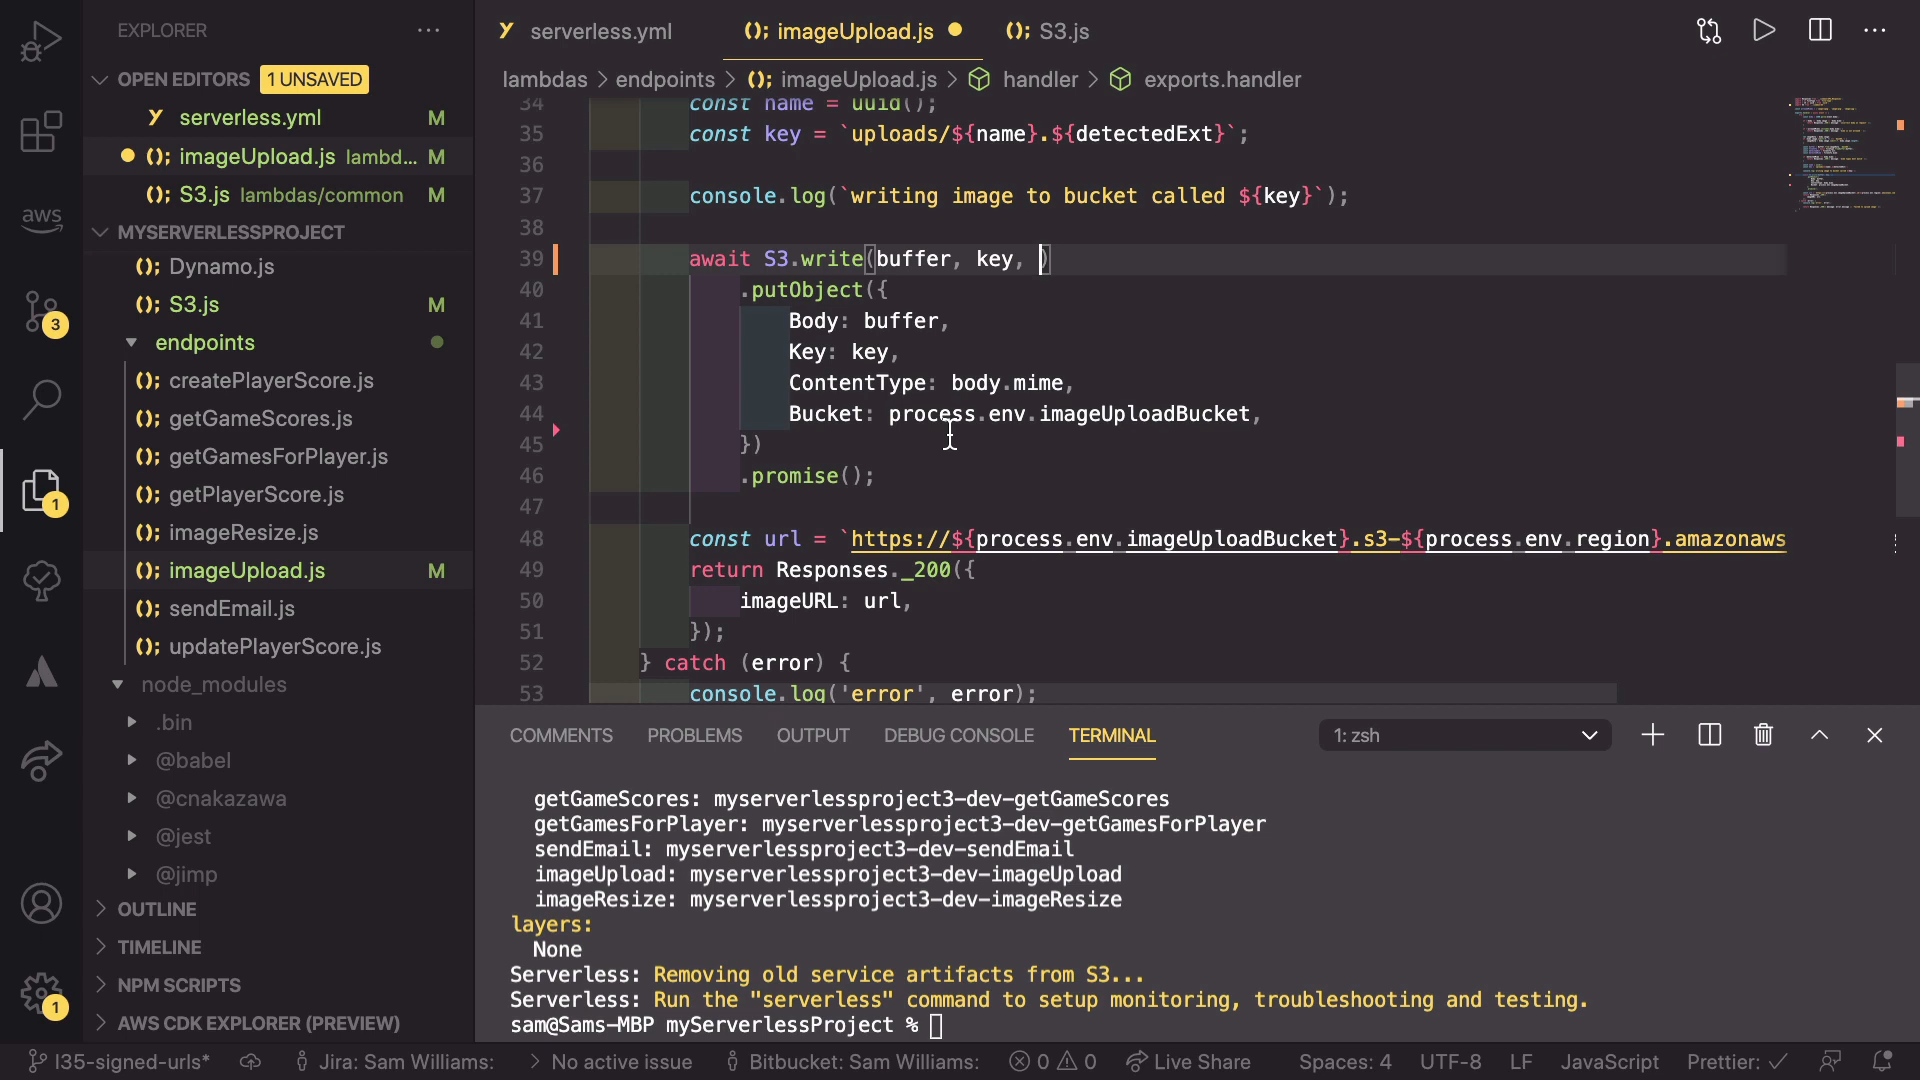 EXPLORER
OPEN EDITORS 1 UNSAVED
serverless.yml M
imageUpload.js lambd... M
S3.js lambdas/common M
MYSERVERLESSPROJECT
Dynamo.js
S3.js M
endpoints
createPlayerScore.js
getGameScores.js
getGamesForPlayer.js
getPlayerScore.js
imageResize.js
imageUpload.js M
sendEmail.js
updatePlayerScore.js
node_modules
.bin
@babel
@cnakazawa
@jest
@jimp
OUTLINE
TIMELINE
NPM SCRIPTS
AWS CDK EXPLORER (PREVIEW)
aws
3
1
1
serverless.yml imageUpload.js S3.js
lambdas > endpoints > imageUpload.js > handler > exports.handler
34 const name = uuid();
35 const key = `uploads/${name}.${detectedExt}`;
36
37 console.log(`writing image to bucket called ${key}`);
38
39 await S3.write(buffer, key, )
40 .putObject({
41 Body: buffer,
42 Key: key,
43 ContentType: body.mime,
44 Bucket: process.env.imageUploadBucket,
45 })
46 .promise();
47
48 const url = `https://${process.env.imageUploadBucket}.s3-${process.env.region}.amazonaws
49 return Responses._200({
50 imageURL: url,
51 });
52 } catch (error) {
53 console.log('error', error);
COMMENTS PROBLEMS OUTPUT DEBUG CONSOLE TERMINAL 1: zsh
getGameScores: myserverlessproject3-dev-getGameScores
getGamesForPlayer: myserverlessproject3-dev-getGamesForPlayer
sendEmail: myserverlessproject3-dev-sendEmail
imageUpload: myserverlessproject3-dev-imageUpload
imageResize: myserverlessproject3-dev-imageResize
layers:
None
Serverless: Removing old service artifacts from S3...
Serverless: Run the "serverless" command to setup monitoring, troubleshooting and testing.
sam@Sams-MBP myServerlessProject %
l35-signed-urls* Jira: Sam Williams: No active issue Bitbucket: Sam Williams: 0 0 Live Share Spaces: 4 UTF-8 LF JavaScript Prettier: ✓